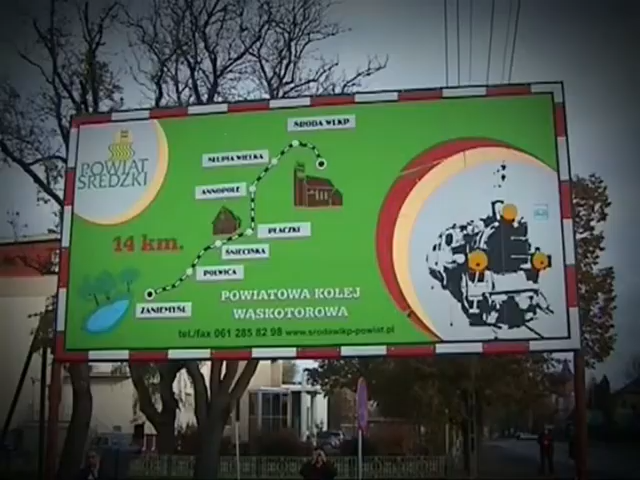 POWIAT
ŚREDZKI
ŚRODA WLKP
SŁUPIA WIELKA
ANNOPOLE
PŁACZKI
ŚNIECISKA
POLWICA
ZANIEMYŚL
14 km.
POWIATOWA KOLEJ
WĄSKOTOROWA
tel./fax 061 285 82 98 www.srodawlkp-powiat.pl